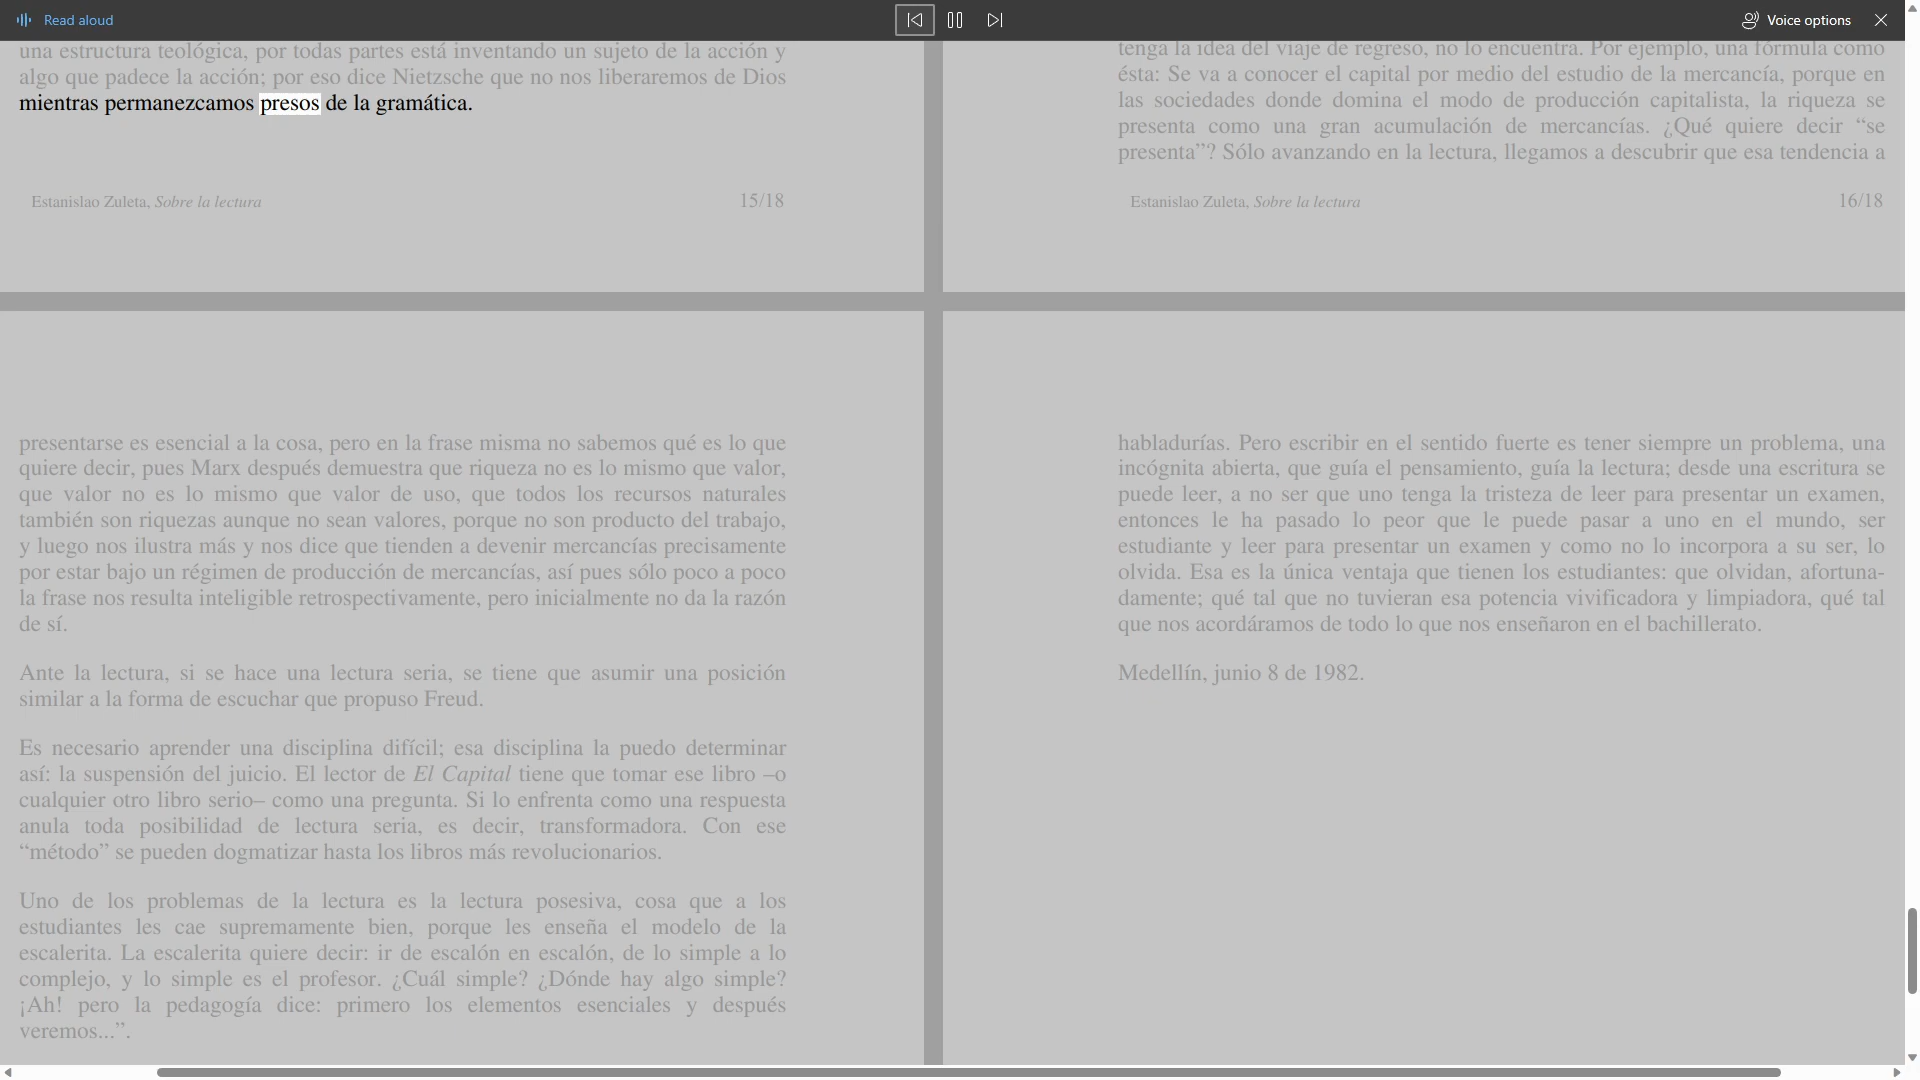 Read aloud
Voice options
una estructura teológica, por todas partes está inventando un sujeto de la acción y
algo que padece la acción; por eso dice Nietzsche que no nos liberaremos de Dios
mientras permanezcamos presos de la gramática.
Estanislao Zuleta, Sobre la lectura
15/18
tenga la idea del viaje de regreso, no lo encuentra. Por ejemplo, una fórmula como
ésta: Se va a conocer el capital por medio del estudio de la mercancía, porque en
las sociedades donde domina el modo de producción capitalista, la riqueza se
presenta como una gran acumulación de mercancías. ¿Qué quiere decir “se
presenta”? Sólo avanzando en la lectura, llegamos a descubrir que esa tendencia a
Estanislao Zuleta, Sobre la lectura
16/18
presentarse es esencial a la cosa, pero en la frase misma no sabemos qué es lo que
quiere decir, pues Marx después demuestra que riqueza no es lo mismo que valor,
que valor no es lo mismo que valor de uso, que todos los recursos naturales
también son riquezas aunque no sean valores, porque no son producto del trabajo,
y luego nos ilustra más y nos dice que tienden a devenir mercancías precisamente
por estar bajo un régimen de producción de mercancías, así pues sólo poco a poco
la frase nos resulta inteligible retrospectivamente, pero inicialmente no da la razón
de sí.
Ante la lectura, si se hace una lectura seria, se tiene que asumir una posición
similar a la forma de escuchar que propuso Freud.
Es necesario aprender una disciplina difícil; esa disciplina la puedo determinar
así: la suspensión del juicio. El lector de El Capital tiene que tomar ese libro –o
cualquier otro libro serio– como una pregunta. Si lo enfrenta como una respuesta
anula toda posibilidad de lectura seria, es decir, transformadora. Con ese
“método” se pueden dogmatizar hasta los libros más revolucionarios.
Uno de los problemas de la lectura es la lectura posesiva, cosa que a los
estudiantes les cae supremamente bien, porque les enseña el modelo de la
escalerita. La escalerita quiere decir: ir de escalón en escalón, de lo simple a lo
complejo, y lo simple es el profesor. ¿Cuál simple? ¿Dónde hay algo simple?
¡Ah! pero la pedagogía dice: primero los elementos esenciales y después
veremos...”.
habladurías. Pero escribir en el sentido fuerte es tener siempre un problema, una
incógnita abierta, que guía el pensamiento, guía la lectura; desde una escritura se
puede leer, a no ser que uno tenga la tristeza de leer para presentar un examen,
entonces le ha pasado lo peor que le puede pasar a uno en el mundo, ser
estudiante y leer para presentar un examen y como no lo incorpora a su ser, lo
olvida. Esa es la única ventaja que tienen los estudiantes: que olvidan, afortuna-
damente; qué tal que no tuvieran esa potencia vivificadora y limpiadora, qué tal
que nos acordáramos de todo lo que nos enseñaron en el bachillerato.
Medellín, junio 8 de 1982.